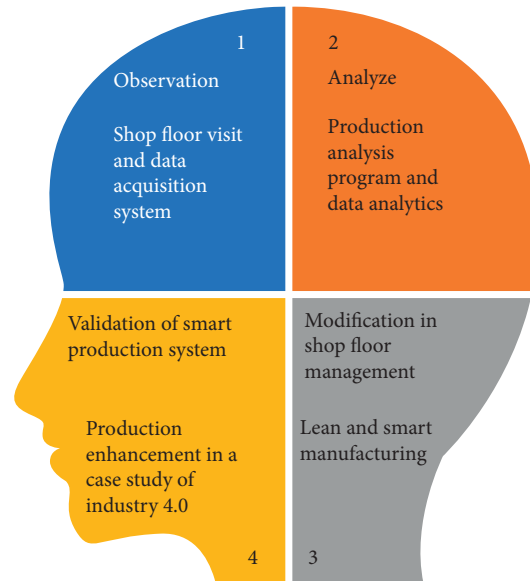 1
Observation
Shop floor visit
and data
acquisition
system
2
Analyze
Production
analysis
program and
data analytics
Validation of smart
production system
Production
enhancement in a
case study of
industry 4.0
4
Modification in
shop floor
management
Lean and smart
manufacturing
3